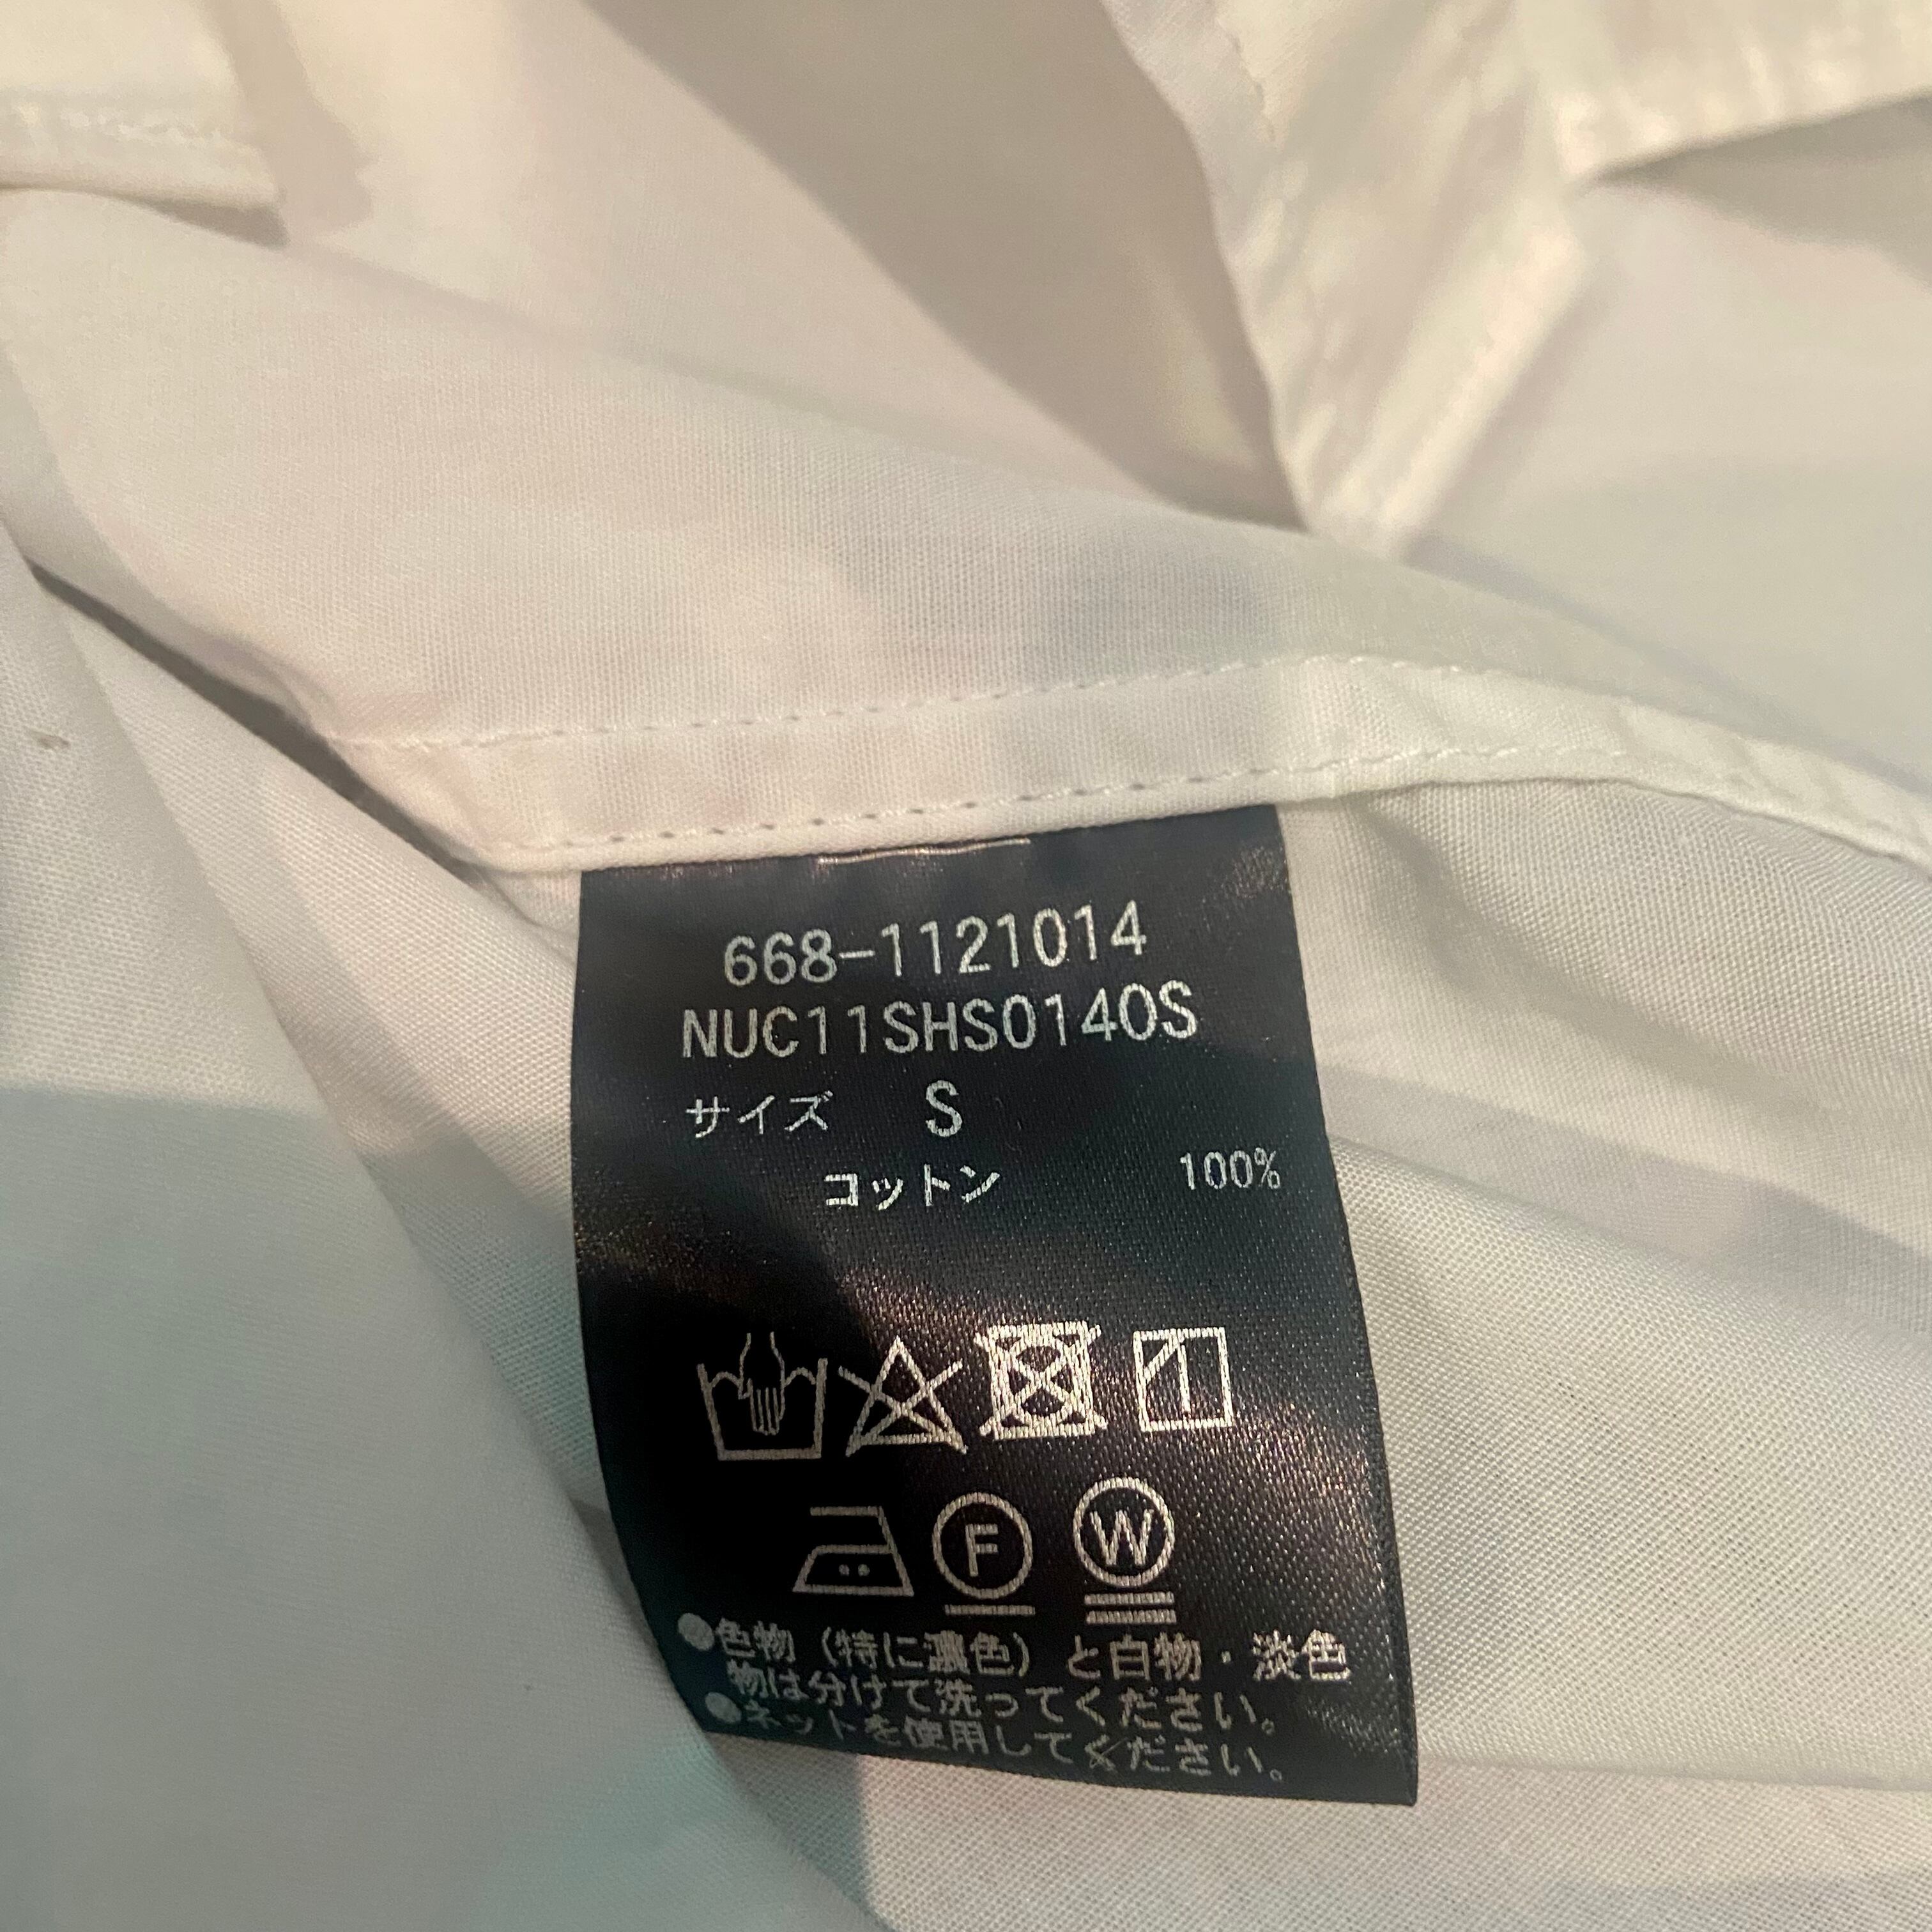 668-1121014
NUC11SHS0140S
サイズ S
コットン 100%
F W
●色物（特に濃色）と白物・淡色
物は分けて洗ってください。
●ネットを使用してください。